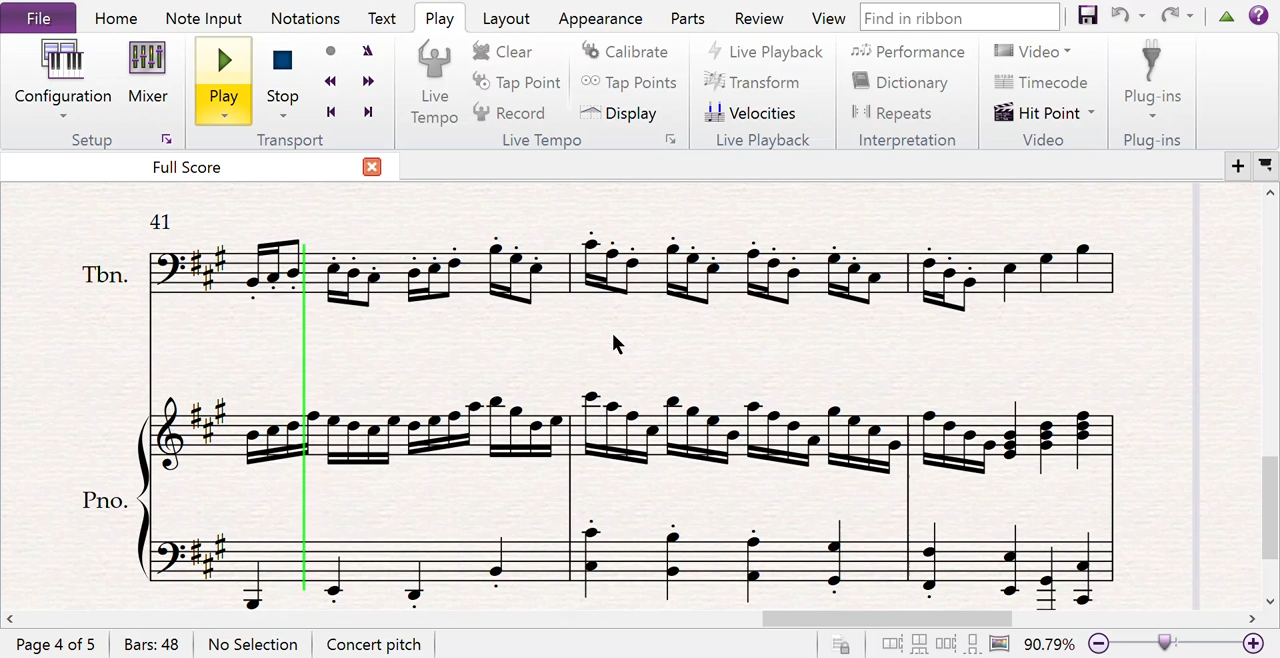 File Home Note Input Notations Text Play Layout Appearance Parts Review View Find in ribbon
Configuration Mixer Play Stop Live Tempo Clear Calibrate Live Playback Performance Video
Tap Point Tap Points Transform Dictionary Timecode Plug-ins
Record Display Velocities Repeats Hit Point
Setup Transport Live Tempo Live Playback Interpretation Video Plug-ins
Full Score
41
Tbn.
Pno.
Page 4 of 5 Bars: 48 No Selection Concert pitch 90.79%